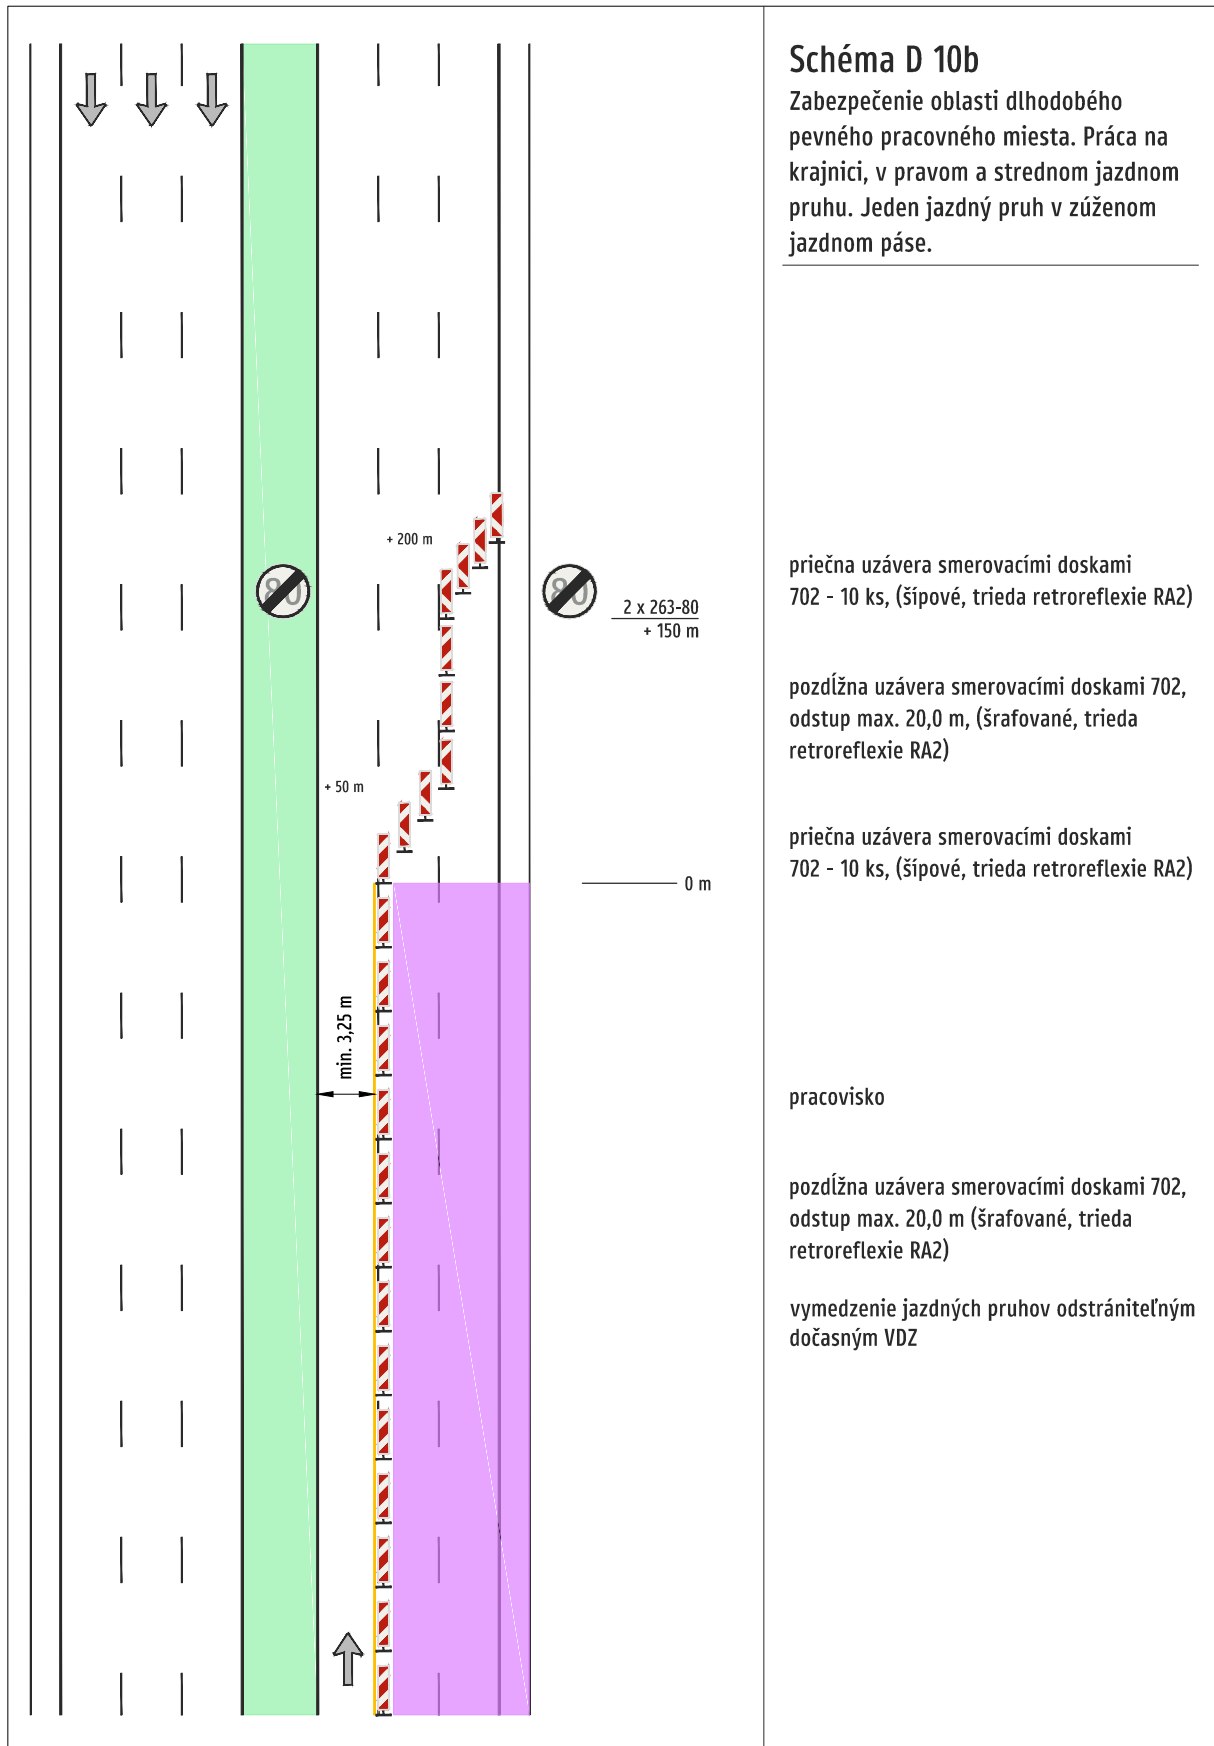 Schéma D 10b
Zabezpečenie oblasti dlhodobého
pevného pracovného miesta. Práca na
krajnici, v pravom a strednom jazdnom
pruhu. Jeden jazdný pruh v zúženom
jazdnom páse.
+ 200 m
80
80
2 x 263-80
+ 150 m
priečna uzávera smerovacími doskami
702 - 10 ks, (šípové, trieda retroreflexie RA2)
pozdĺžna uzávera smerovacími doskami 702,
odstup max. 20,0 m, (šrafované, trieda
retroreflexie RA2)
+ 50 m
priečna uzávera smerovacími doskami
702 - 10 ks, (šípové, trieda retroreflexie RA2)
0 m
min. 3,25 m
pracovisko
pozdĺžna uzávera smerovacími doskami 702,
odstup max. 20,0 m (šrafované, trieda
retroreflexie RA2)
vymedzenie jazdných pruhov odstrániteľným
dočasným VDZ